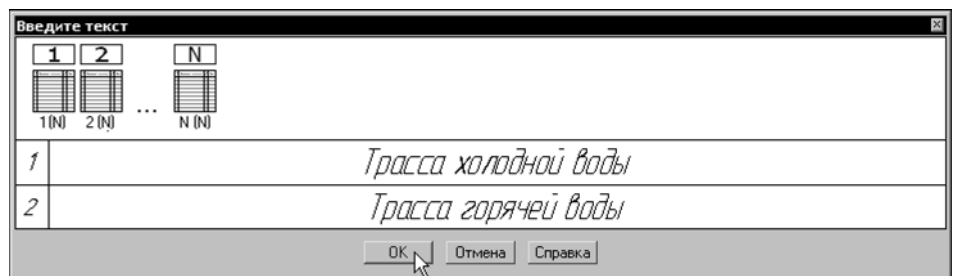 Введите текст
1 2 N
...
1 (N) 2 (N) N (N)
1 Трасса холодной воды
2 Трасса горячей воды
OK Отмена Справка